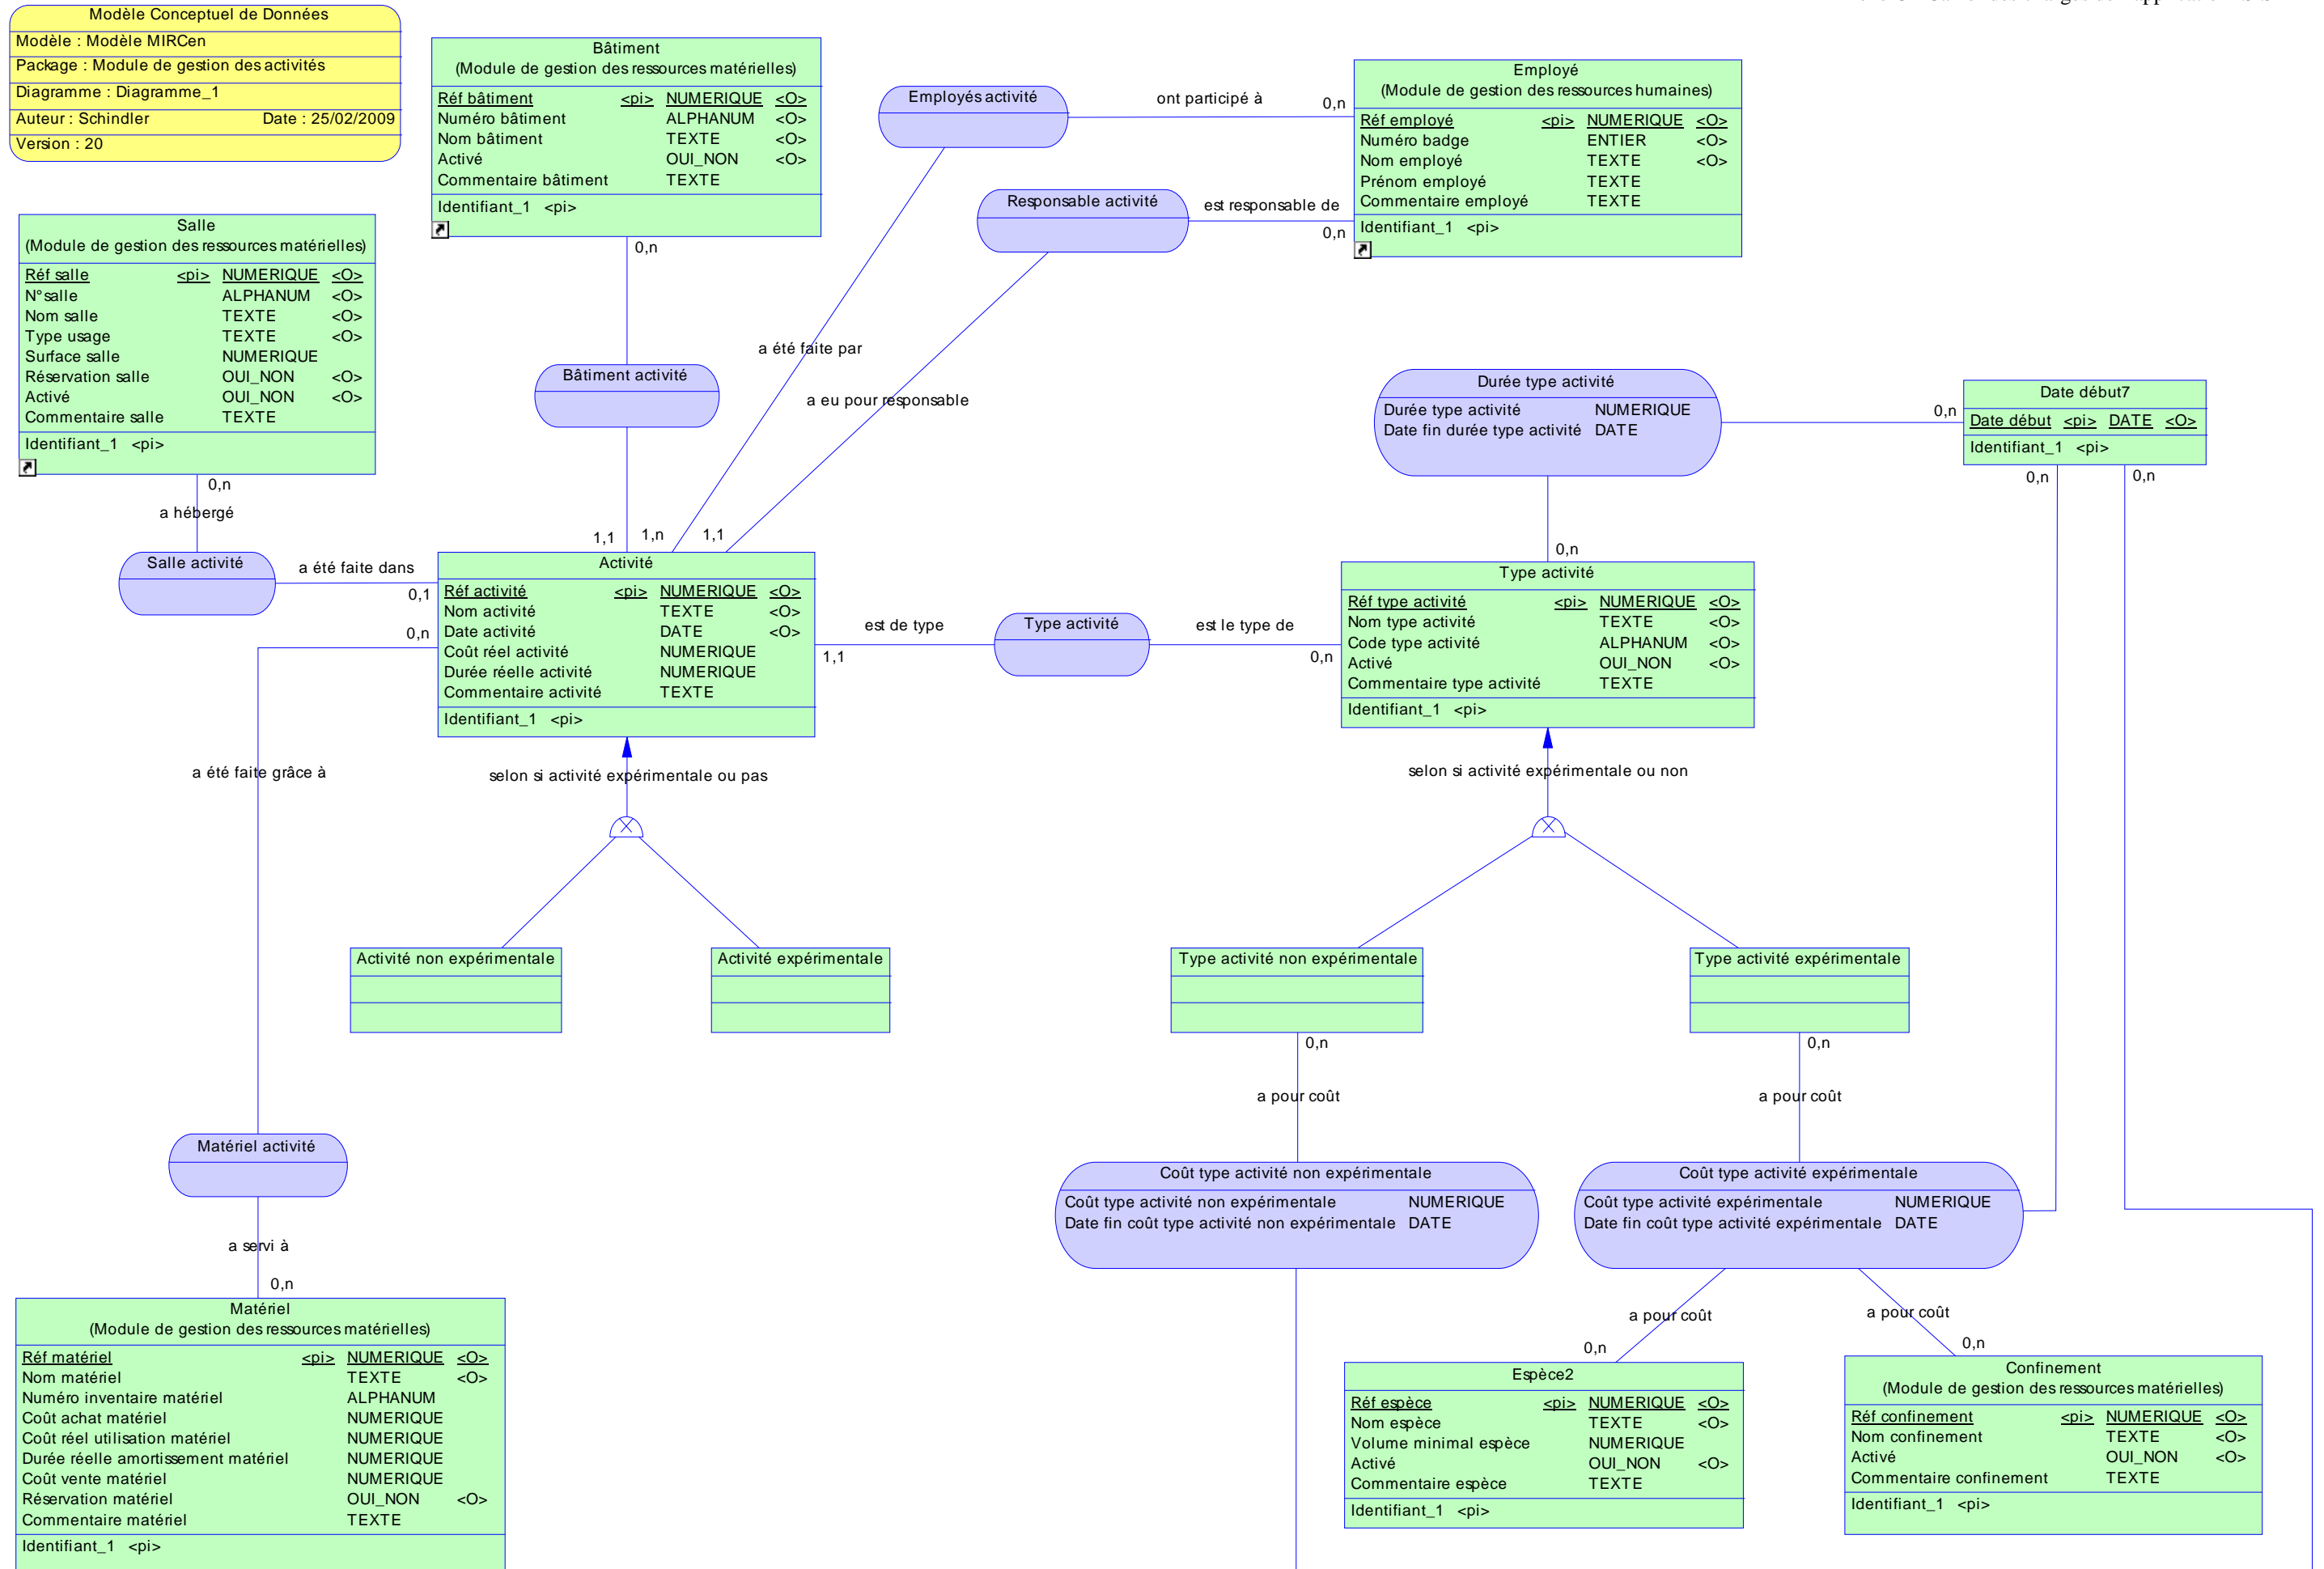 Modèle Conceptuel de Données
Modèle : Modèle MIRCen
Package : Module de gestion des activités
Diagramme : Diagramme_1
Auteur : Schindler Date : 25/02/2009
Version : 20
Bâtiment
(Module de gestion des ressources matérielles)
Réf bâtiment <pi> NUMERIQUE <O>
Numéro bâtiment ALPHANUM <O>
Nom bâtiment TEXTE <O>
Activé OUI_NON <O>
Commentaire bâtiment TEXTE
Identifiant_1 <pi>
0,n
Employés activité
ont participé à
0,n
Employé
(Module de gestion des ressources humaines)
Réf employé <pi> NUMERIQUE <O>
Numéro badge ENTIER <O>
Nom employé TEXTE <O>
Prénom employé TEXTE
Commentaire employé TEXTE
Identifiant_1 <pi>
Responsable activité
est responsable de
0,n
Salle
(Module de gestion des ressources matérielles)
Réf salle <pi> NUMERIQUE <O>
N° salle ALPHANUM <O>
Nom salle TEXTE <O>
Type usage TEXTE <O>
Surface salle NUMERIQUE
Réservation salle OUI_NON <O>
Activé OUI_NON <O>
Commentaire salle TEXTE
Identifiant_1 <pi>
0,n
a hébergé
Bâtiment activité
a été faite par
a eu pour responsable
Durée type activité
Durée type activité NUMERIQUE
Date fin durée type activité DATE
0,n
Date début7
Date début <pi> DATE <O>
Identifiant_1 <pi>
0,n
0,n
0,n
Salle activité
a été faite dans
0,1
0,n
1,1
1,n
1,1
Activité
Réf activité <pi> NUMERIQUE <O>
Nom activité TEXTE <O>
Date activité DATE <O>
Coût réel activité NUMERIQUE
Durée réelle activité NUMERIQUE
Commentaire activité TEXTE
Identifiant_1 <pi>
est de type
1,1
Type activité
est le type de
0,n
Type activité
Réf type activité <pi> NUMERIQUE <O>
Nom type activité TEXTE <O>
Code type activité ALPHANUM <O>
Activé OUI_NON <O>
Commentaire type activité TEXTE
Identifiant_1 <pi>
a été faite grâce à
selon si activité expérimentale ou pas
selon si activité expérimentale ou non
Activité non expérimentale
Activité expérimentale
Type activité non expérimentale
Type activité expérimentale
0,n
0,n
a pour coût
a pour coût
Matériel activité
Coût type activité non expérimentale
Coût type activité non expérimentale NUMERIQUE
Date fin coût type activité non expérimentale DATE
Coût type activité expérimentale
Coût type activité expérimentale NUMERIQUE
Date fin coût type activité expérimentale DATE
a servi à
0,n
a pour coût
0,n
a pour coût
0,n
Matériel
(Module de gestion des ressources matérielles)
Réf matériel <pi> NUMERIQUE <O>
Nom matériel TEXTE <O>
Numéro inventaire matériel ALPHANUM
Coût achat matériel NUMERIQUE
Coût réel utilisation matériel NUMERIQUE
Durée réelle amortissement matériel NUMERIQUE
Coût vente matériel NUMERIQUE
Réservation matériel OUI_NON <O>
Commentaire matériel TEXTE
Identifiant_1 <pi>
Espèce2
Réf espèce <pi> NUMERIQUE <O>
Nom espèce TEXTE <O>
Volume minimal espèce NUMERIQUE
Activé OUI_NON <O>
Commentaire espèce TEXTE
Identifiant_1 <pi>
Confinement
(Module de gestion des ressources matérielles)
Réf confinement <pi> NUMERIQUE <O>
Nom confinement TEXTE <O>
Activé OUI_NON <O>
Commentaire confinement TEXTE
Identifiant_1 <pi>